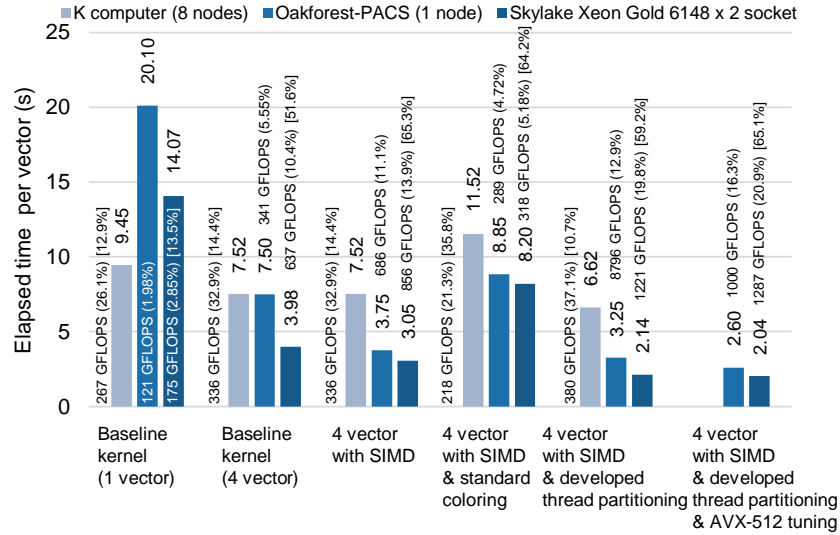 K computer (8 nodes) Oakforest-PACS (1 node) Skylake Xeon Gold 6148 x 2 socket
Elapsed time per vector (s)
25
20
15
10
5
0
267 GFLOPS (26.1%) [12.9%]
9.45
121 GFLOPS (1.98%)
20.10
175 GFLOPS (2.85%) [13.5%]
14.07
336 GFLOPS (32.9%) [14.4%]
7.52
7.50
341 GFLOPS (5.55%)
3.98
637 GFLOPS (10.4%) [51.6%]
336 GFLOPS (32.9%) [14.4%]
7.52
3.75
686 GFLOPS (11.1%)
3.05
856 GFLOPS (13.9%) [65.3%]
218 GFLOPS (21.3%) [35.8%]
11.52
8.85
289 GFLOPS (4.72%)
8.20
318 GFLOPS (5.18%) [64.2%]
380 GFLOPS (37.1%) [10.7%]
6.62
3.25
8796 GFLOPS (12.9%)
2.14
1221 GFLOPS (19.8%) [59.2%]
2.60
1000 GFLOPS (16.3%)
2.04
1287 GFLOPS (20.9%) [65.1%]
Baseline
kernel
(1 vector)
Baseline
kernel
(4 vector)
4 vector
with SIMD
4 vector
with SIMD
& standard
coloring
4 vector
with SIMD
& developed
thread partitioning
4 vector
with SIMD
& developed
thread partitioning
& AVX-512 tuning